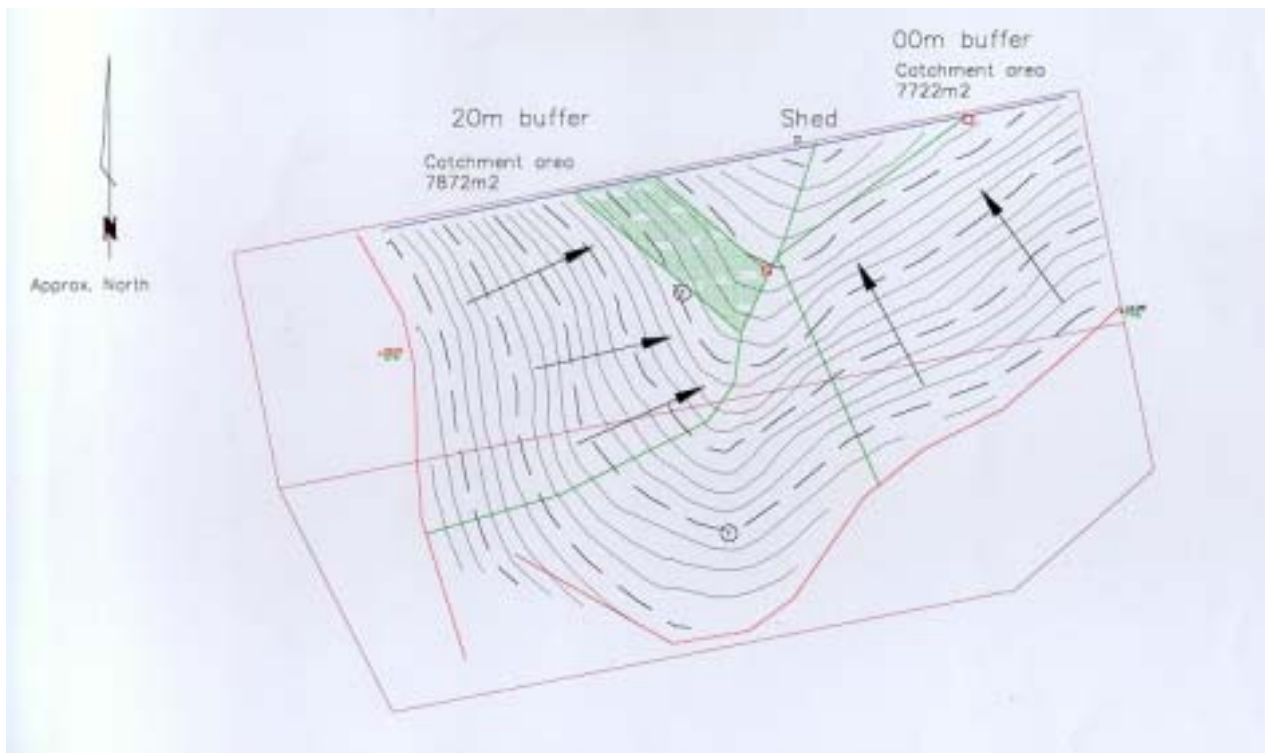 00m buffer
Catchment area
7722m2
20m buffer
Shed
Catchment area
7872m2
N
Approx. North